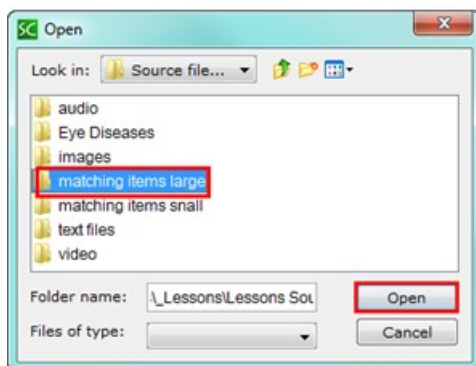 SC Open
Look in: Source file...
audio
Eye Diseases
images
matching items large
matching items snall
text files
video
Folder name: .\_Lessons\Lessons Sou
Open
Files of type:
Cancel